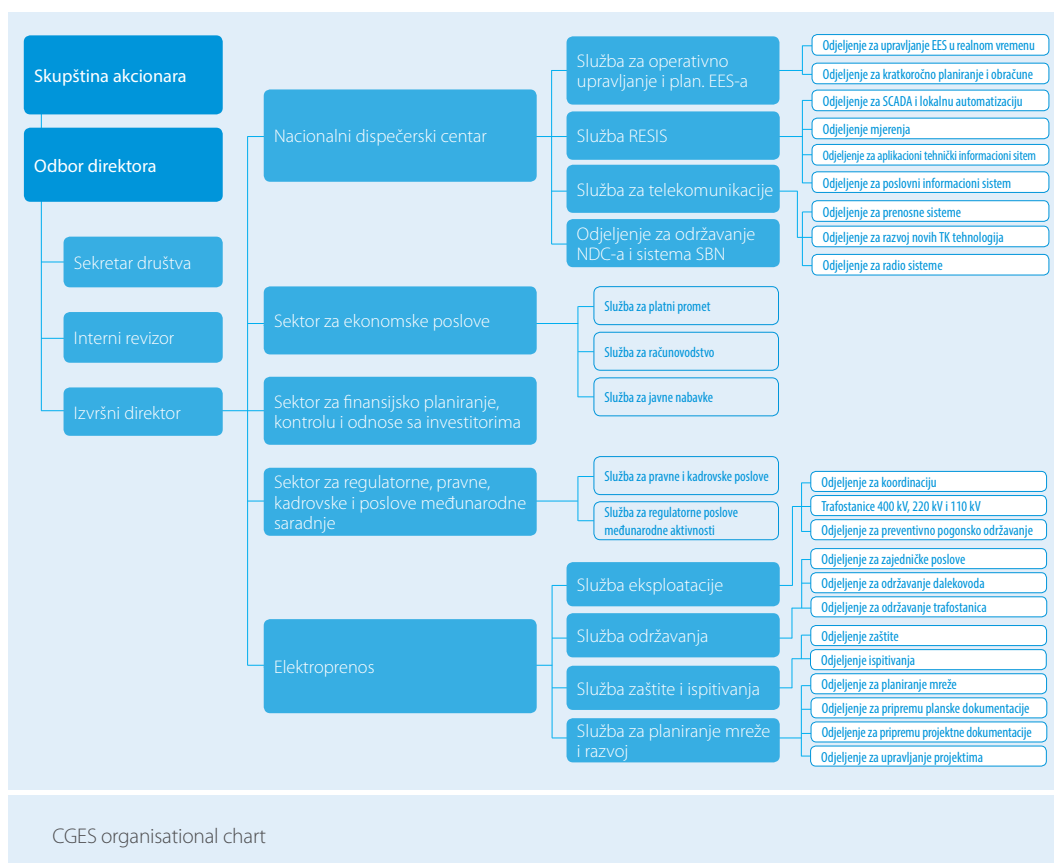 Skupština akcionara
Odbor direktora
Sekretar društva
Interni revizor
Izvršni direktor
Nacionalni dispečerski centar
Služba za operativno
upravljanje i plan. EES-a
Odjeljenje za upravljanje EES u realnom vremenu
Odjeljenje za kratkoročno planiranje i obračune
Služba RESIS
Odjeljenje za SCADA i lokalnu automatizaciju
Odjeljenje mjerenja
Odjeljenje za aplikacioni tehnički informacioni sitem
Odjeljenje za poslovni informacioni sistem
Služba za telekomunikacije
Odjeljenje za prenosne sisteme
Odjeljenje za razvoj novih TK tehnologija
Odjeljenje za radio sisteme
Odjeljenje za održavanje
NDC-a i sistema SBN
Sektor za ekonomske poslove
Služba za platni promet
Služba za računovodstvo
Služba za javne nabavke
Sektor za finansijsko planiranje,
kontrolu i odnose sa investitorima
Sektor za regulatorne, pravne,
kadrovske i poslove međunarodne
saradnje
Služba za pravne i kadrovske poslove
Služba za regulatorne poslove
međunarodne aktivnosti
Elektroprenos
Služba eksploatacije
Odjeljenje za koordinaciju
Trafostanice 400 kV, 220 kV i 110 kV
Odjeljenje za preventivno pogonsko održavanje
Služba održavanja
Odjeljenje za zajedničke poslove
Odjeljenje za održavanje dalekovoda
Odjeljenje za održavanje trafostanica
Služba zaštite i ispitivanja
Odjeljenje zaštite
Odjeljenje ispitivanja
Služba za planiranje mreže
i razvoj
Odjeljenje za planiranje mreže
Odjeljenje za pripremu planske dokumentacije
Odjeljenje za pripremu projektne dokumentacije
Odjeljenje za upravljanje projektima
CGES organisational chart